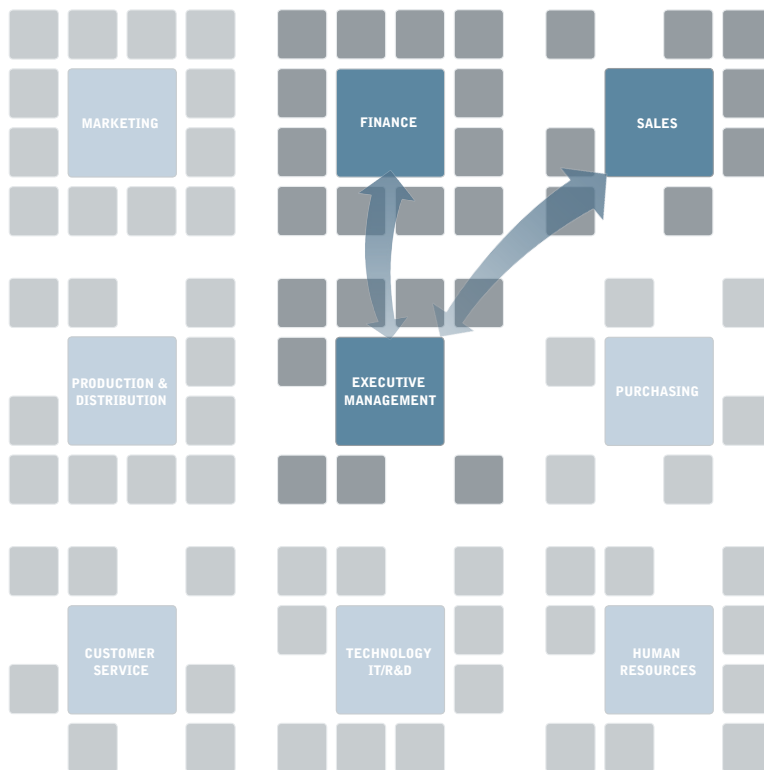 MARKETING
FINANCE
SALES
PRODUCTION &
DISTRIBUTION
EXECUTIVE
MANAGEMENT
PURCHASING
CUSTOMER
SERVICE
TECHNOLOGY
IT/R&D
HUMAN
RESOURCES